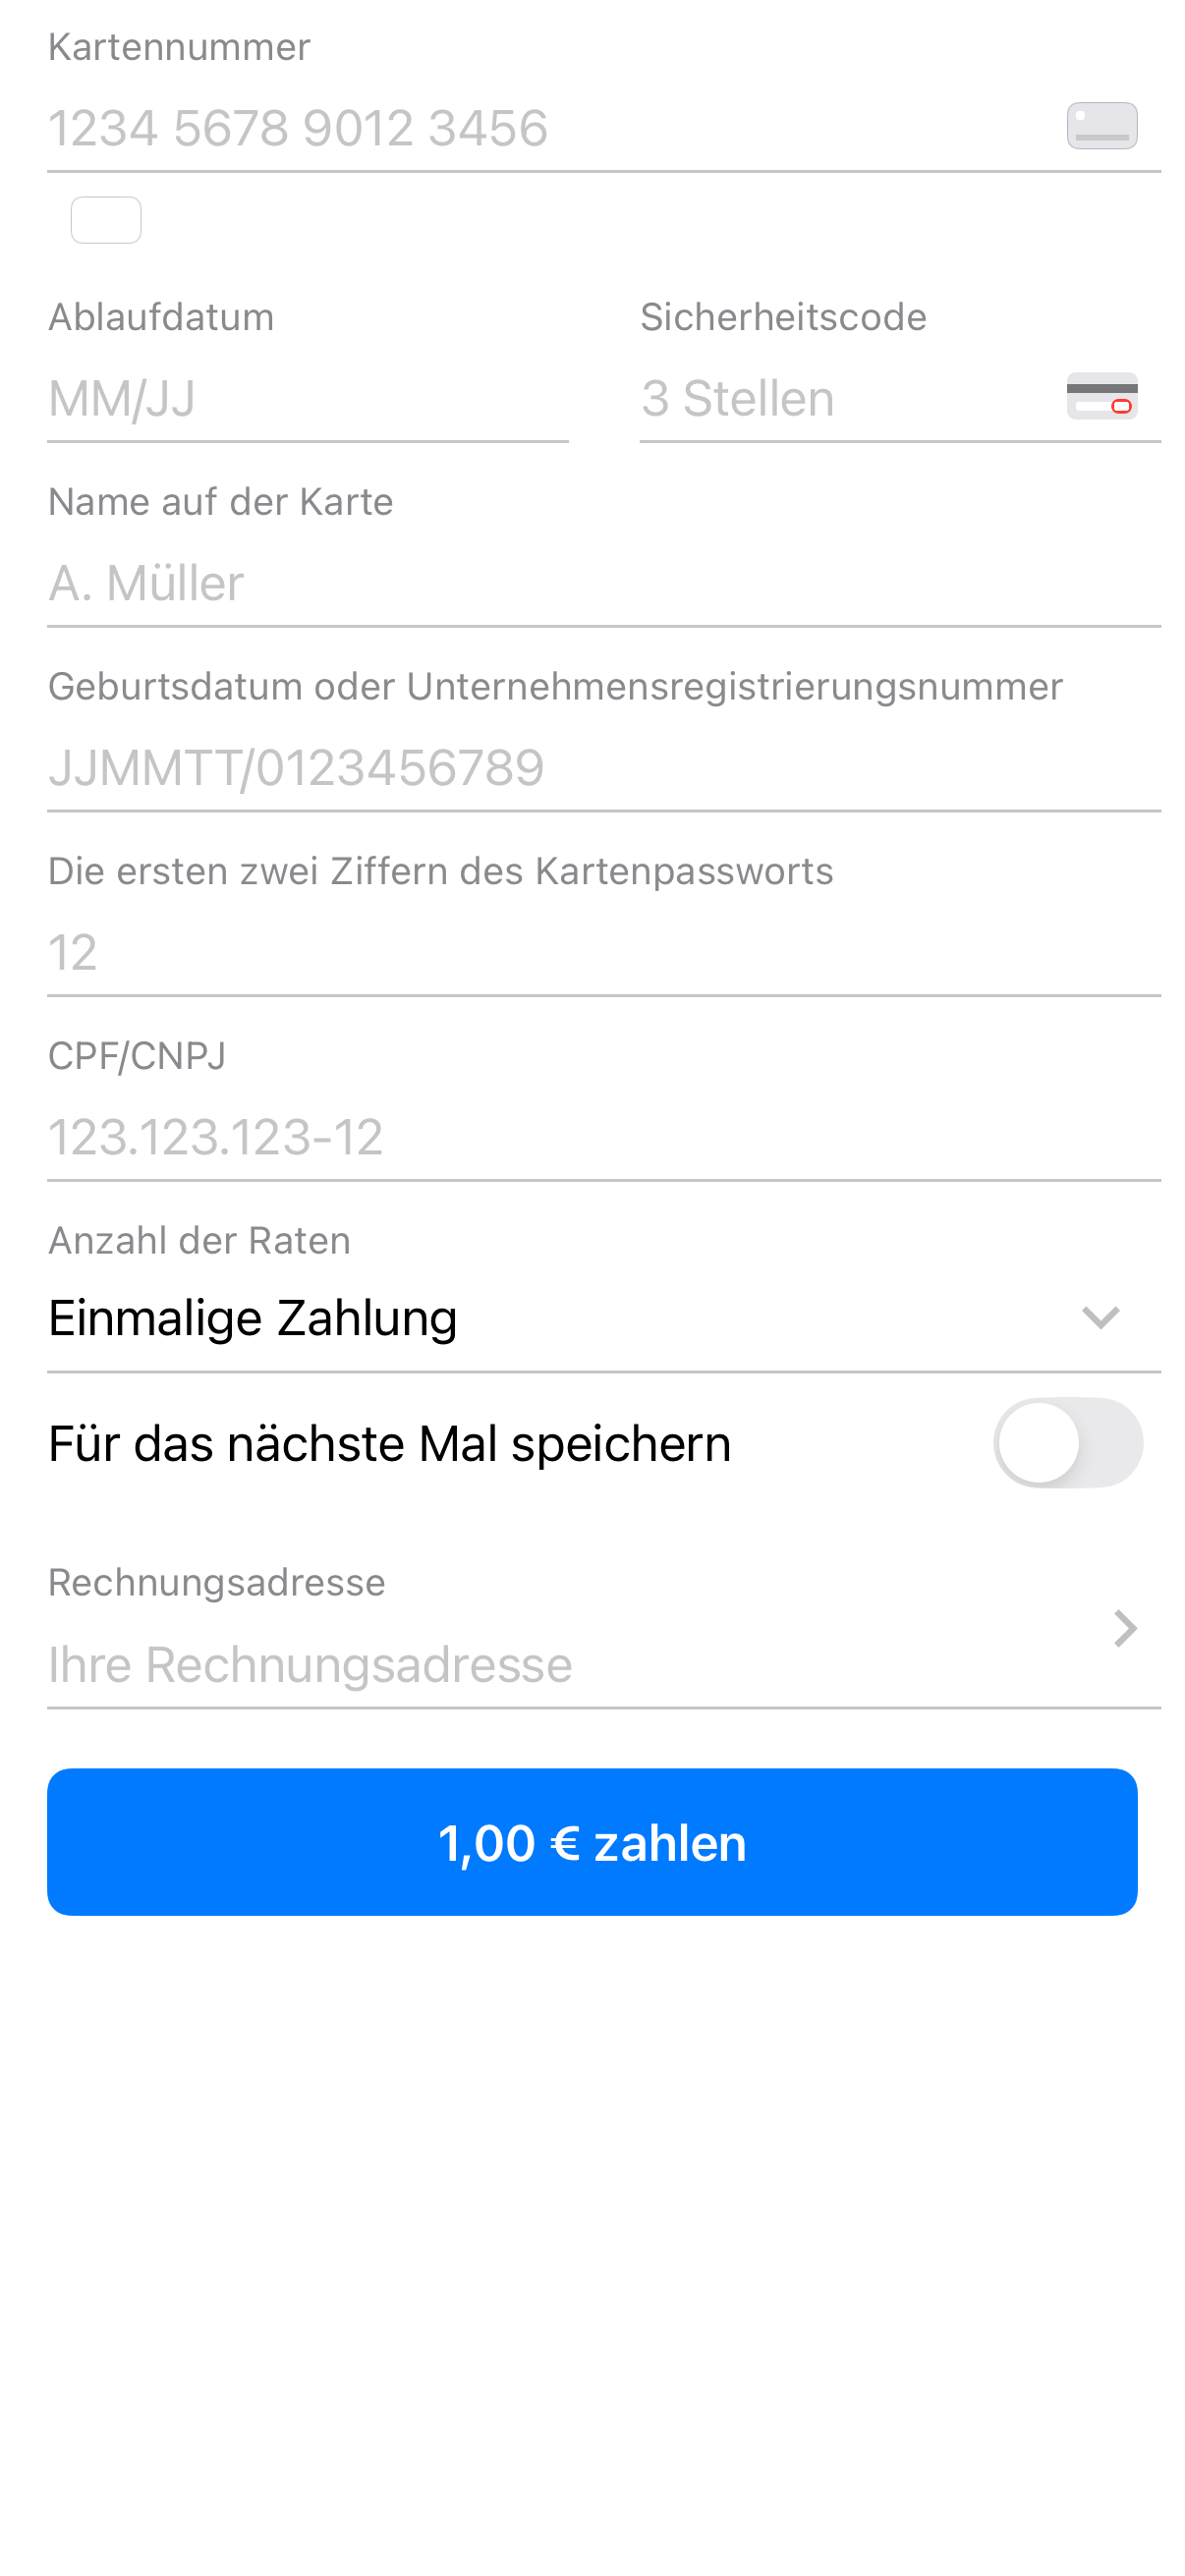 Kartennummer
1234 5678 9012 3456
Ablaufdatum
Sicherheitscode
MM/JJ
3 Stellen
Name auf der Karte
A. Müller
Geburtsdatum oder Unternehmensregistrierungsnummer
JJMMTT/0123456789
Die ersten zwei Ziffern des Kartenpassworts
12
CPF/CNPJ
123.123.123-12
Anzahl der Raten
Einmalige Zahlung
Für das nächste Mal speichern
Rechnungsadresse
Ihre Rechnungsadresse
1,00 € zahlen